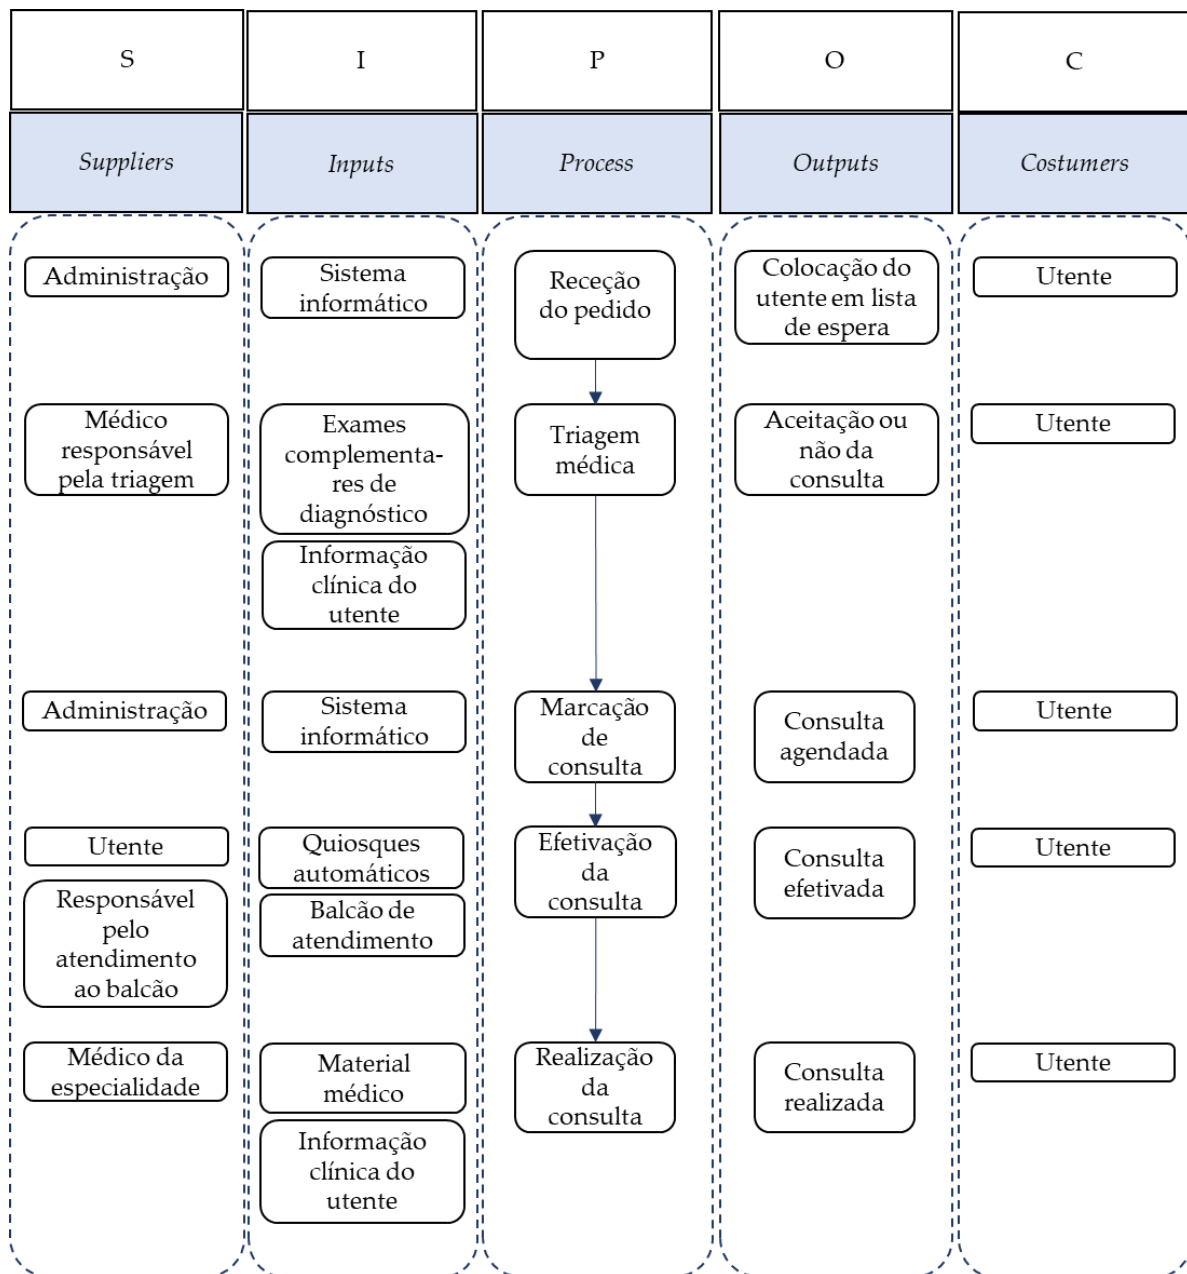 S
I
P
O
C
Suppliers
Inputs
Process
Outputs
Costumers
Administração
Sistema
informático
Receção
do pedido
Colocação do
utente em lista
de espera
Utente
Médico
responsável
pela triagem
Exames
complementa-
res de
diagnóstico
Informação
clínica do
utente
Triagem
médica
Aceitação ou
não da
consulta
Utente
Administração
Sistema
informático
Marcação
de
consulta
Consulta
agendada
Utente
Utente
Responsável
pelo
atendimento
ao balcão
Quiosques
automáticos
Balcão de
atendimento
Efetivação
da
consulta
Consulta
efetivada
Utente
Médico da
especialidade
Material
médico
Informação
clínica do
utente
Realização
da
consulta
Consulta
realizada
Utente